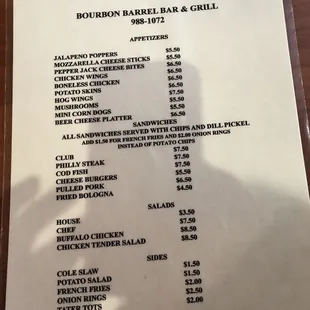 BOURBON BARREL BAR & GRILL
988-1072
APPETIZERS
JALAPENO POPPERS $5.50
MOZZARELLA CHEESE STICKS $5.50
PEPPER JACK CHEESE BITES $6.50
CHICKEN WINGS $6.50
BONELESS CHICKEN $6.50
POTATO SKINS $7.50
HOG WINGS $5.50
MUSHROOMS $5.50
MINI CORN DOGS $6.50
BEER CHEESE PLATTER
SANDWICHES
ALL SANDWICHES SERVED WITH CHIPS AND DILL PICKEL
ADD $1.50 FOR FRENCH FRIES AND $2.00 ONION RINGS
INSTEAD OF POTATO CHIPS
CLUB $7.50
PHILLY STEAK $7.50
COD FISH $5.50
CHEESE BURGERS $6.50
PULLED PORK $4.50
FRIED BOLOGNA
SALADS
HOUSE $3.50
CHEF $7.50
BUFFALO CHICKEN $8.50
CHICKEN TENDER SALAD $8.50
SIDES
COLE SLAW $1.50
POTATO SALAD $1.50
FRENCH FRIES $2.00
ONION RINGS $2.50
TATER TOTS $2.00